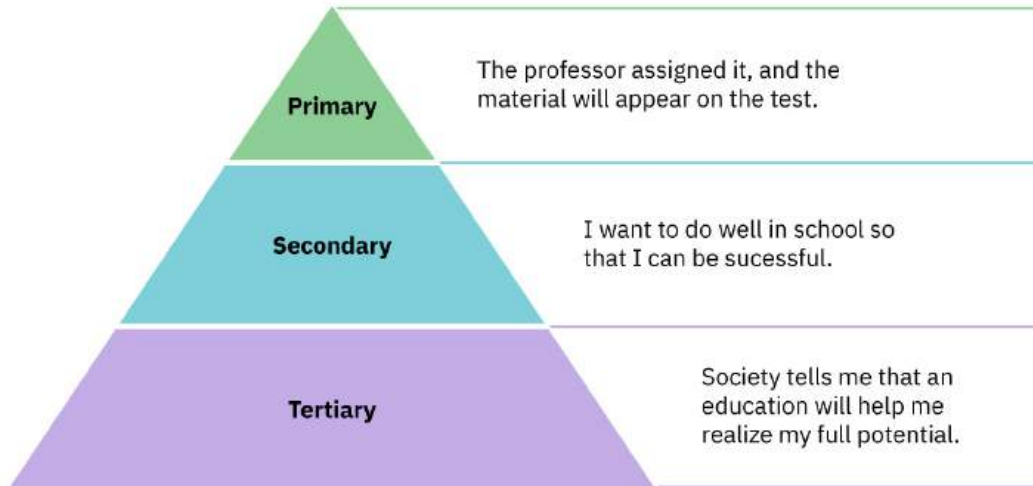 Primary
The professor assigned it, and the
material will appear on the test.
Secondary
I want to do well in school so
that I can be sucessful.
Tertiary
Society tells me that an
education will help me
realize my full potential.